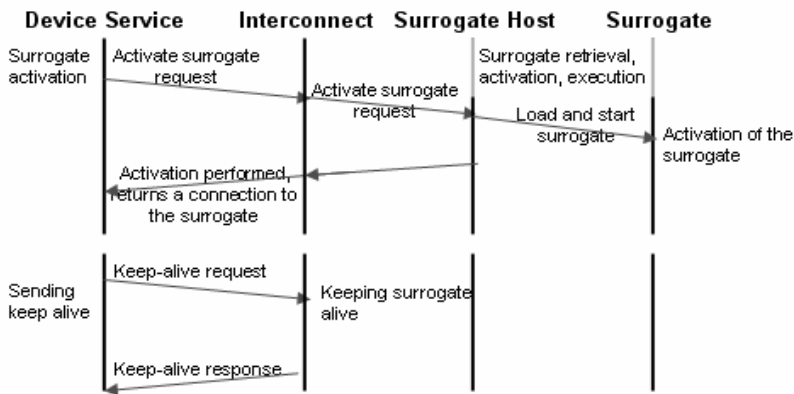 Device Service
Interconnect
Surrogate Host
Surrogate
Surrogate
activation
Activate surrogate
request
Activate surrogate
request
Surrogate retrieval,
activation, execution
Load and start
surrogate
Activation of the
surrogate
Activation performed,
returns a connection to
the surrogate
Sending
keep alive
Keep-alive request
Keeping surrogate
alive
Keep-alive response